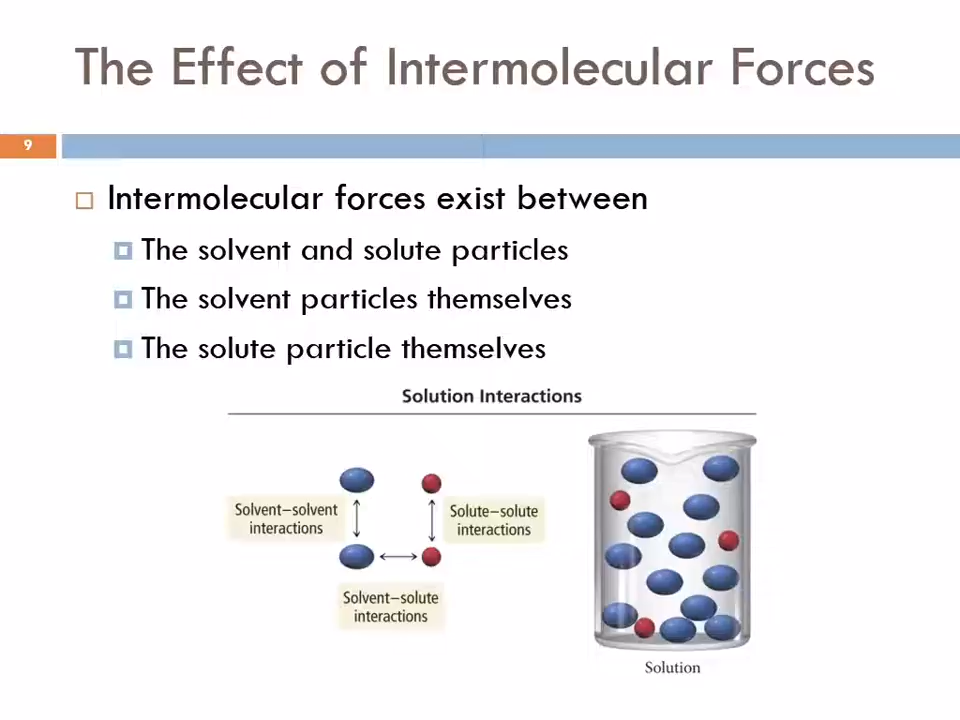 The Effect of Intermolecular Forces
9
Intermolecular forces exist between
The solvent and solute particles
The solvent particles themselves
The solute particle themselves
Solution Interactions
Solvent–solvent
interactions
Solute–solute
interactions
Solvent–solute
interactions
Solution